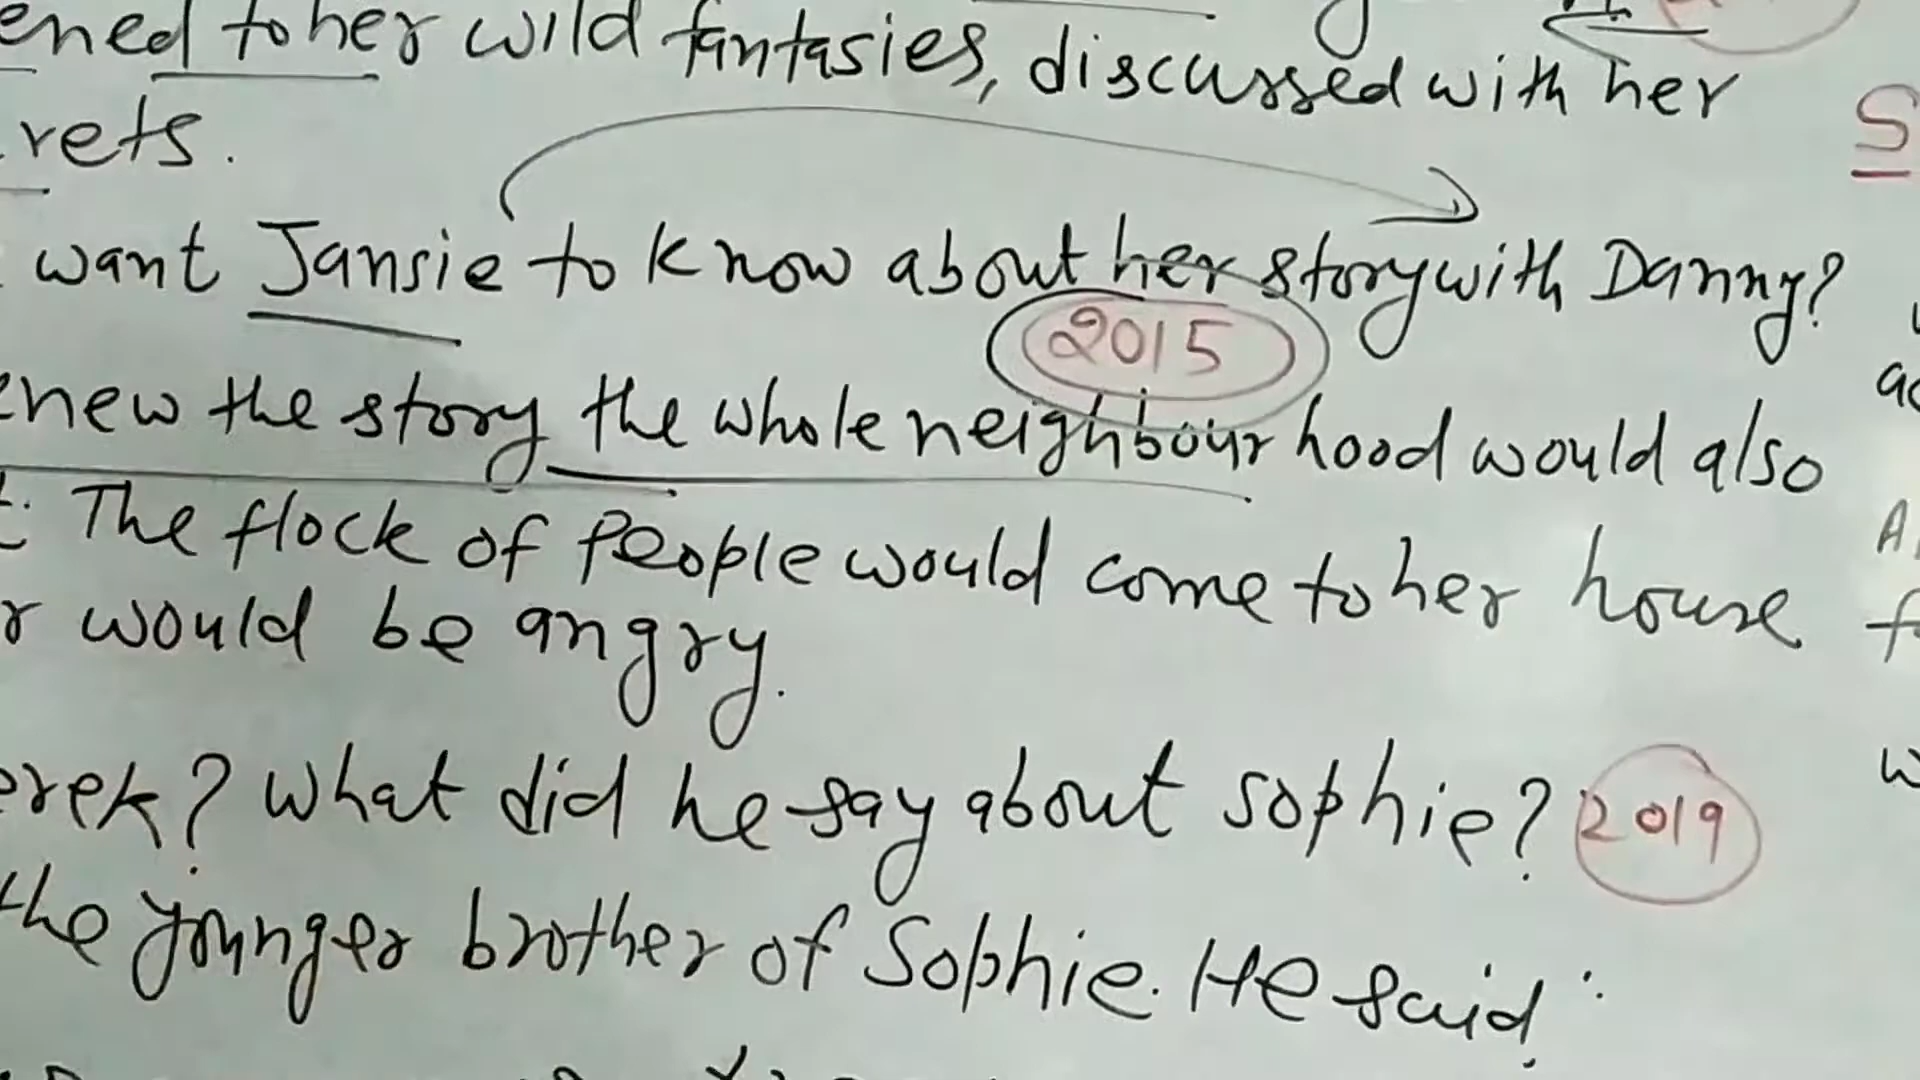 ened to her wild fantasies, discussed with her
rets.
want Jansie to know about her story with Danny?
2015
new the story the whole neighbourhood would also
The flock of People would come to her house
r would be angry.
erek? What did he say about Sophie? 2019
the younger brother of Sophie. He said
S